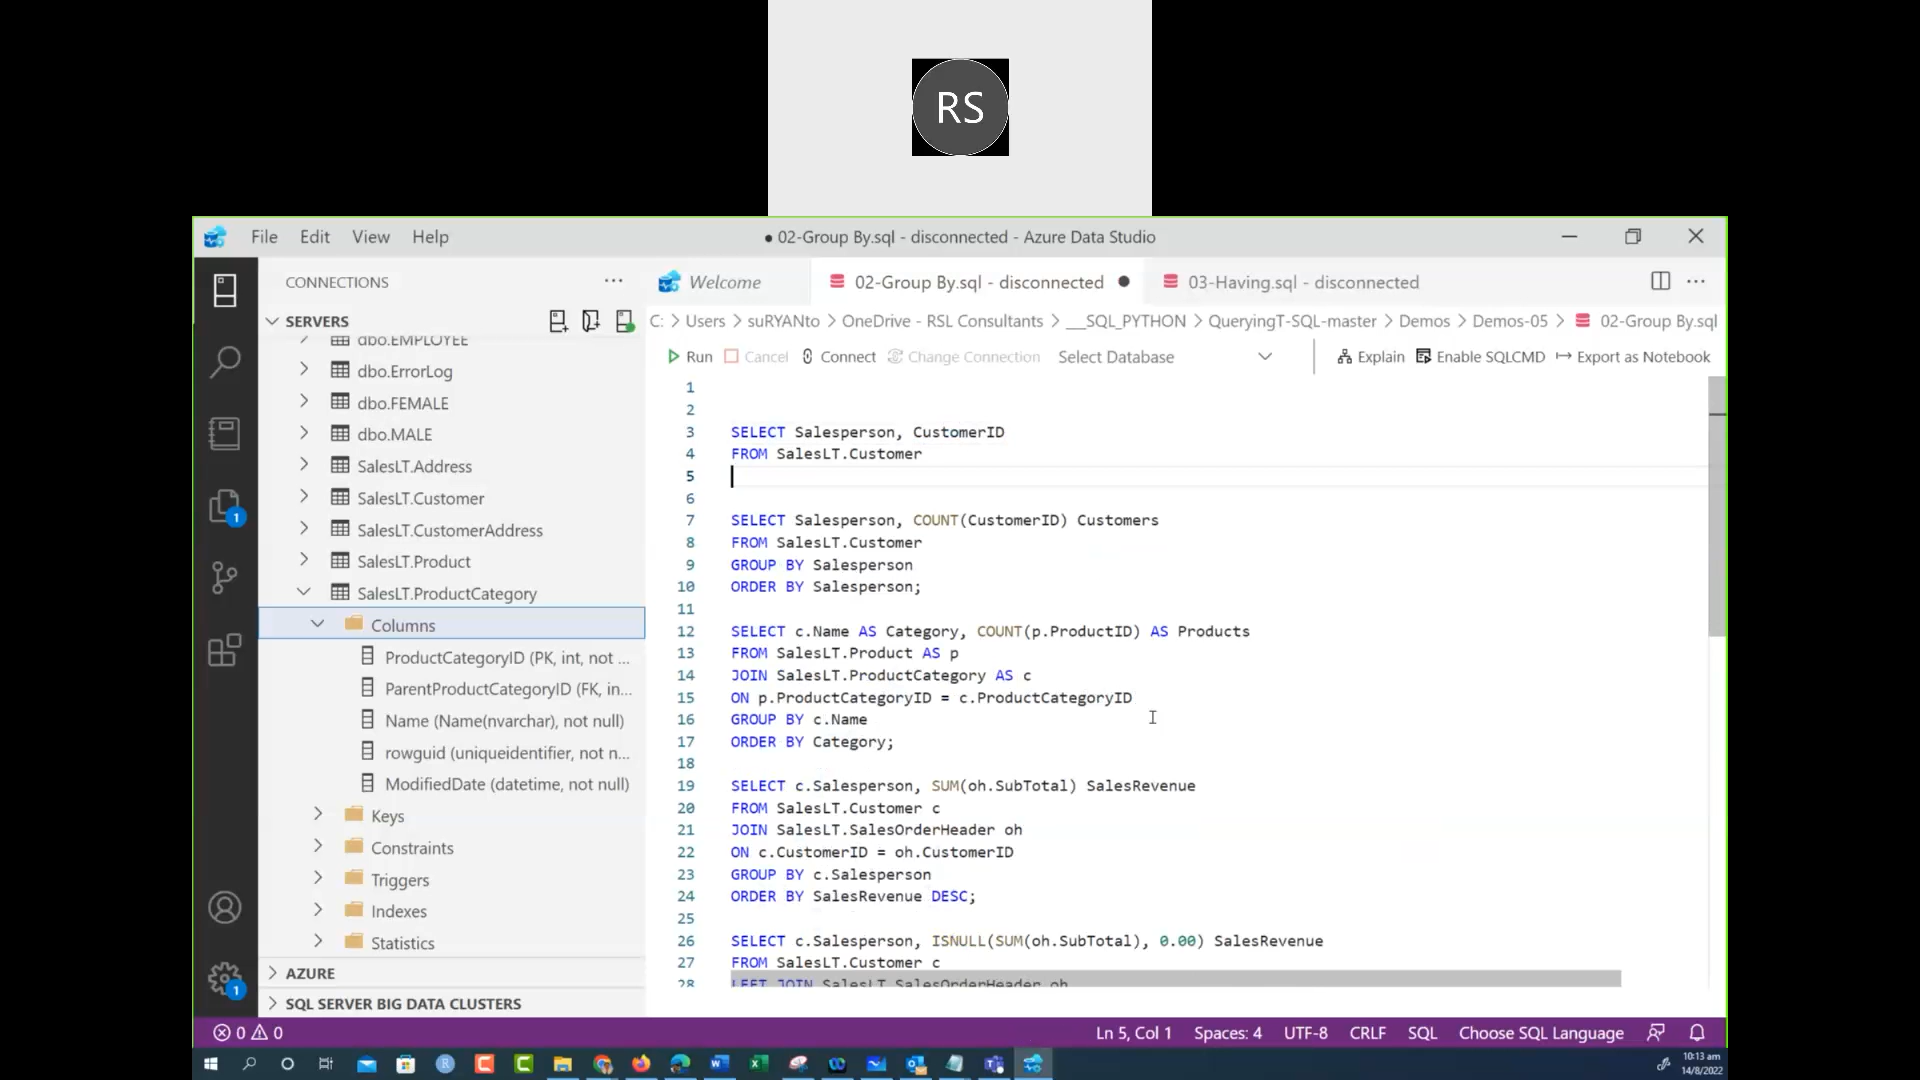 RS
File Edit View Help
● 02-Group By.sql - disconnected - Azure Data Studio
CONNECTIONS
Welcome
02-Group By.sql - disconnected ●
03-Having.sql - disconnected
SERVERS
C: > Users > suRYANto > OneDrive - RSL Consultants > __SQL_PYTHON > QueryingT-SQL-master > Demos > Demos-05 > 02-Group By.sql
Run Cancel Connect Change Connection Select Database Explain Enable SQLCMD Export as Notebook
dbo.EMPLOYEE
dbo.ErrorLog
dbo.FEMALE
dbo.MALE
SalesLT.Address
SalesLT.Customer
SalesLT.CustomerAddress
SalesLT.Product
SalesLT.ProductCategory
Columns
ProductCategoryID (PK, int, not ...
ParentProductCategoryID (FK, in...
Name (Name(nvarchar), not null)
rowguid (uniqueidentifier, not n...
ModifiedDate (datetime, not null)
Keys
Constraints
Triggers
Indexes
Statistics
AZURE
SQL SERVER BIG DATA CLUSTERS
1
1
1
2
3 SELECT Salesperson, CustomerID
4 FROM SalesLT.Customer
5
6
7 SELECT Salesperson, COUNT(CustomerID) Customers
8 FROM SalesLT.Customer
9 GROUP BY Salesperson
10 ORDER BY Salesperson;
11
12 SELECT c.Name AS Category, COUNT(p.ProductID) AS Products
13 FROM SalesLT.Product AS p
14 JOIN SalesLT.ProductCategory AS c
15 ON p.ProductCategoryID = c.ProductCategoryID
16 GROUP BY c.Name
17 ORDER BY Category;
18
19 SELECT c.Salesperson, SUM(oh.SubTotal) SalesRevenue
20 FROM SalesLT.Customer c
21 JOIN SalesLT.SalesOrderHeader oh
22 ON c.CustomerID = oh.CustomerID
23 GROUP BY c.Salesperson
24 ORDER BY SalesRevenue DESC;
25
26 SELECT c.Salesperson, ISNULL(SUM(oh.SubTotal), 0.00) SalesRevenue
27 FROM SalesLT.Customer c
28 LEFT JOIN SalesLT.SalesOrderHeader oh
0 0
Ln 5, Col 1 Spaces: 4 UTF-8 CRLF SQL Choose SQL Language
10:13 am
14/8/2022